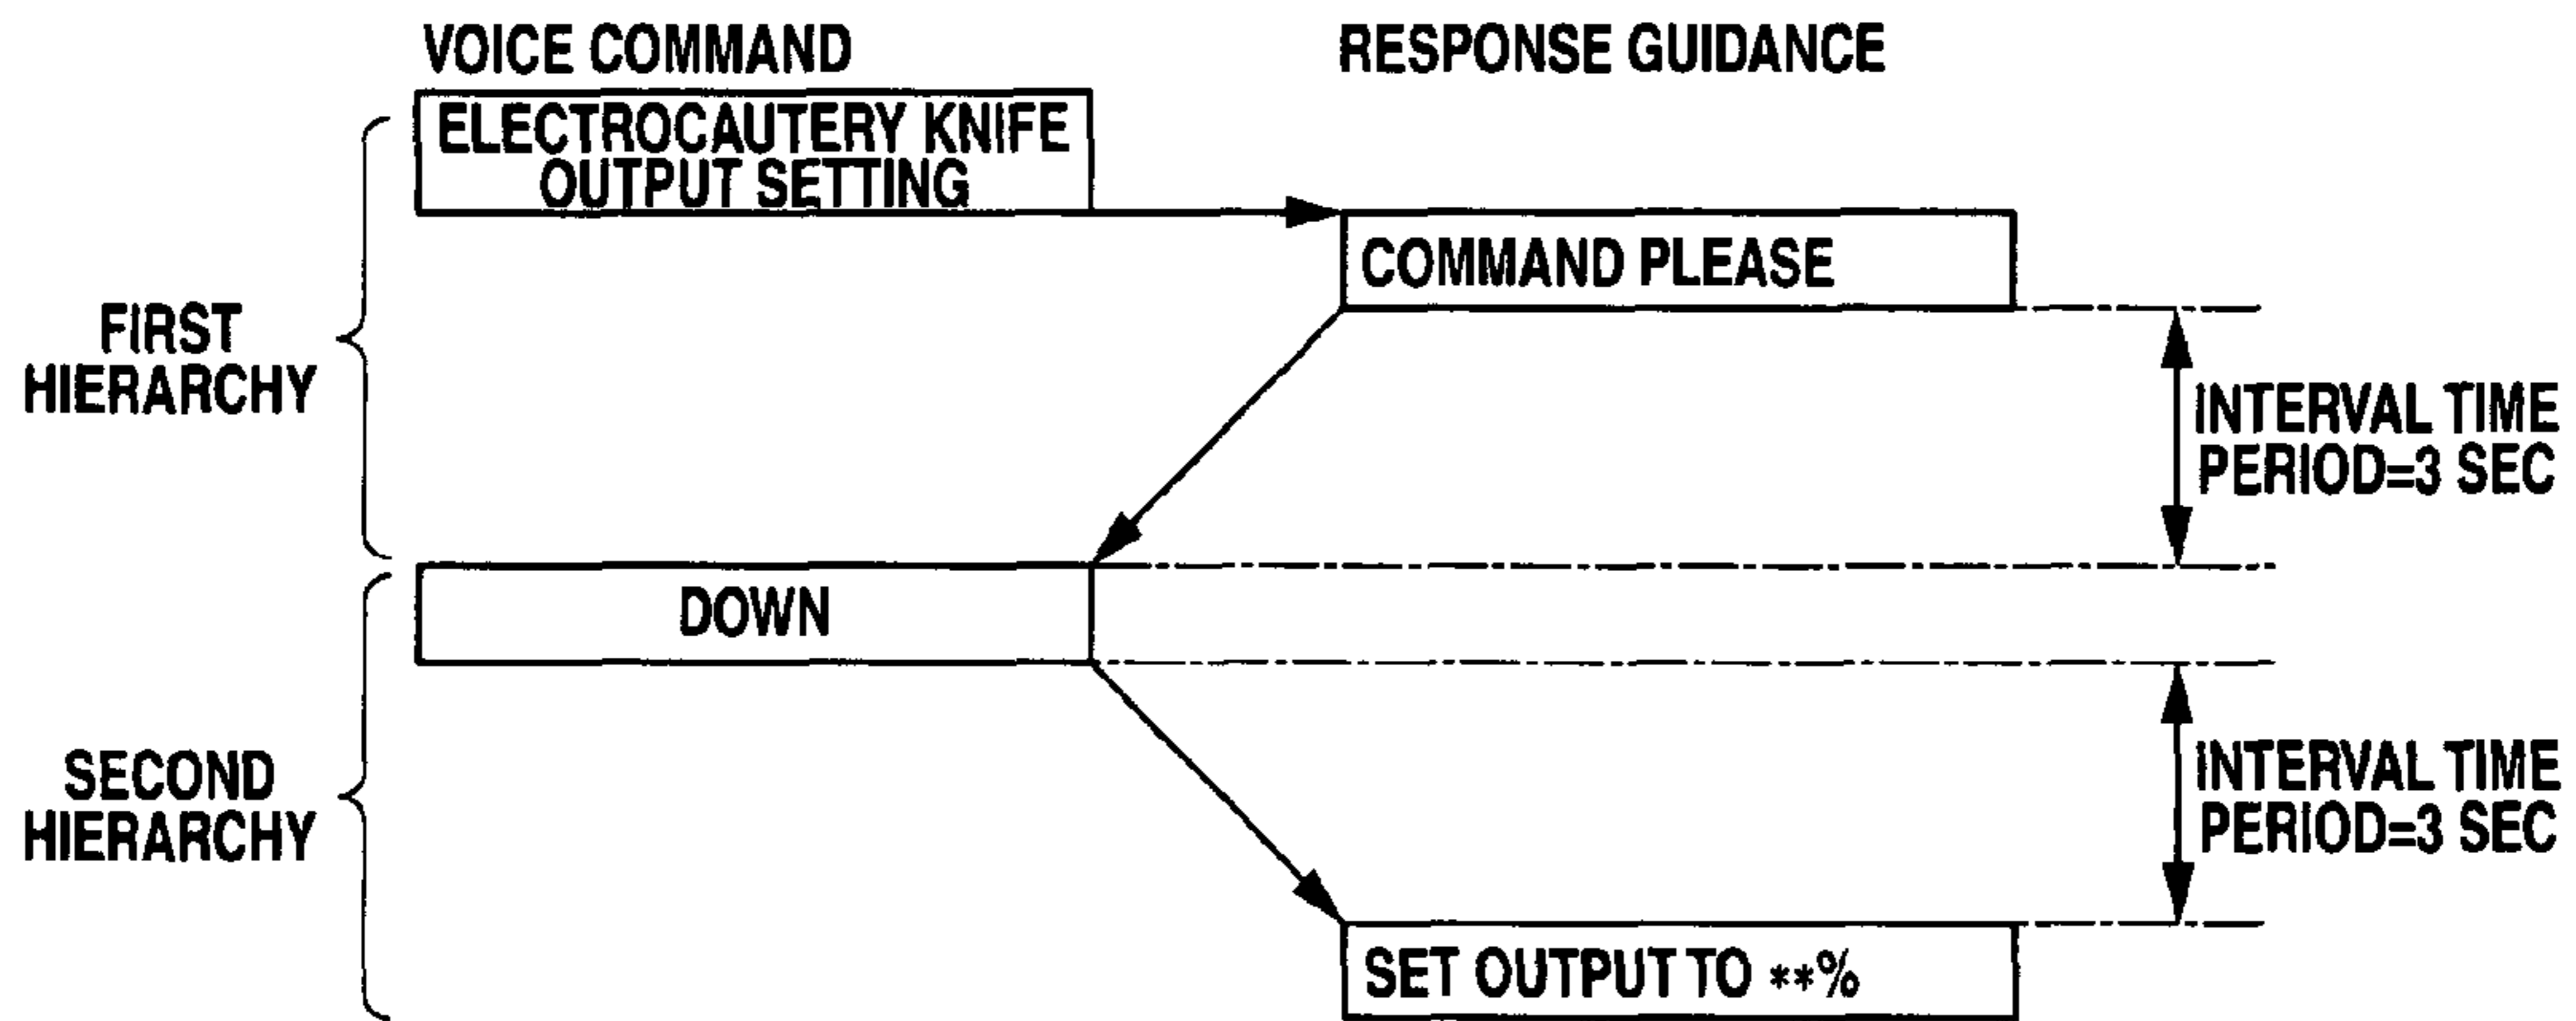 VOICE COMMAND
RESPONSE GUIDANCE
ELECTROCAUTERY KNIFE
OUTPUT SETTING
COMMAND PLEASE
FIRST
HIERARCHY
INTERVAL TIME
PERIOD=3 SEC
DOWN
SECOND
HIERARCHY
INTERVAL TIME
PERIOD=3 SEC
SET OUTPUT TO **%